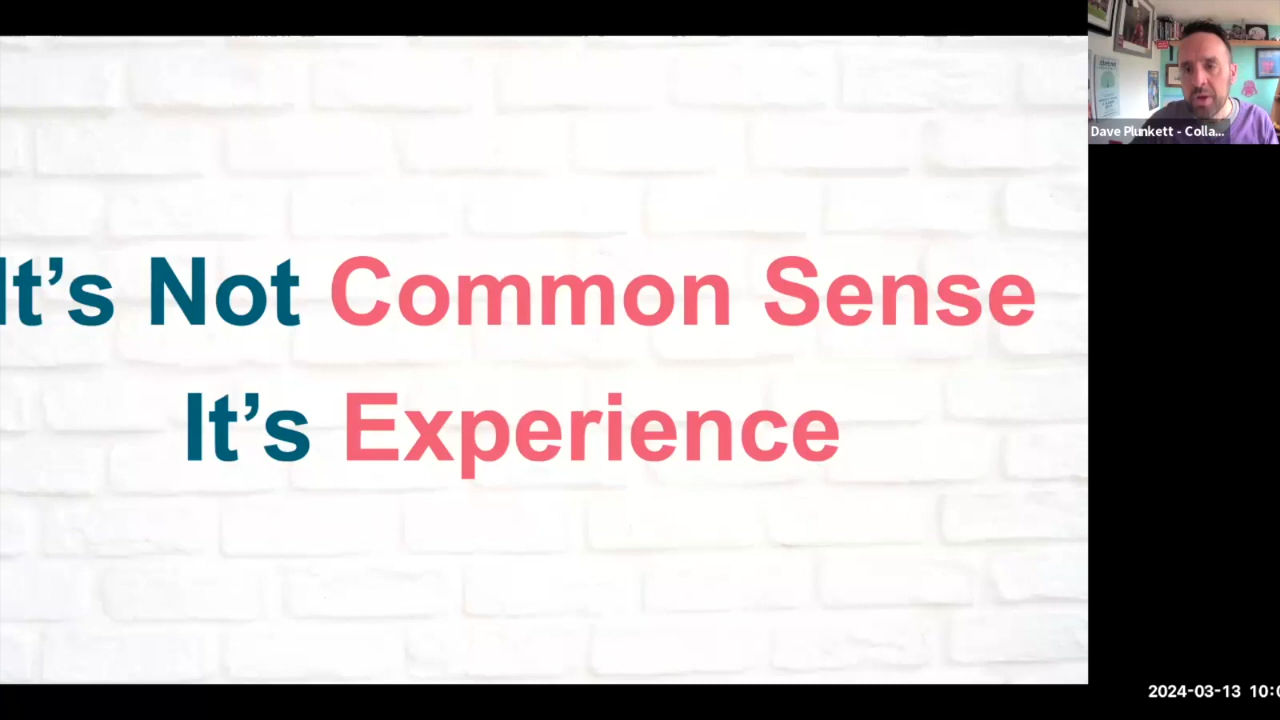 It's Not Common Sense
It's Experience
Dave Plunkett - Colla...
2024-03-13 10:0